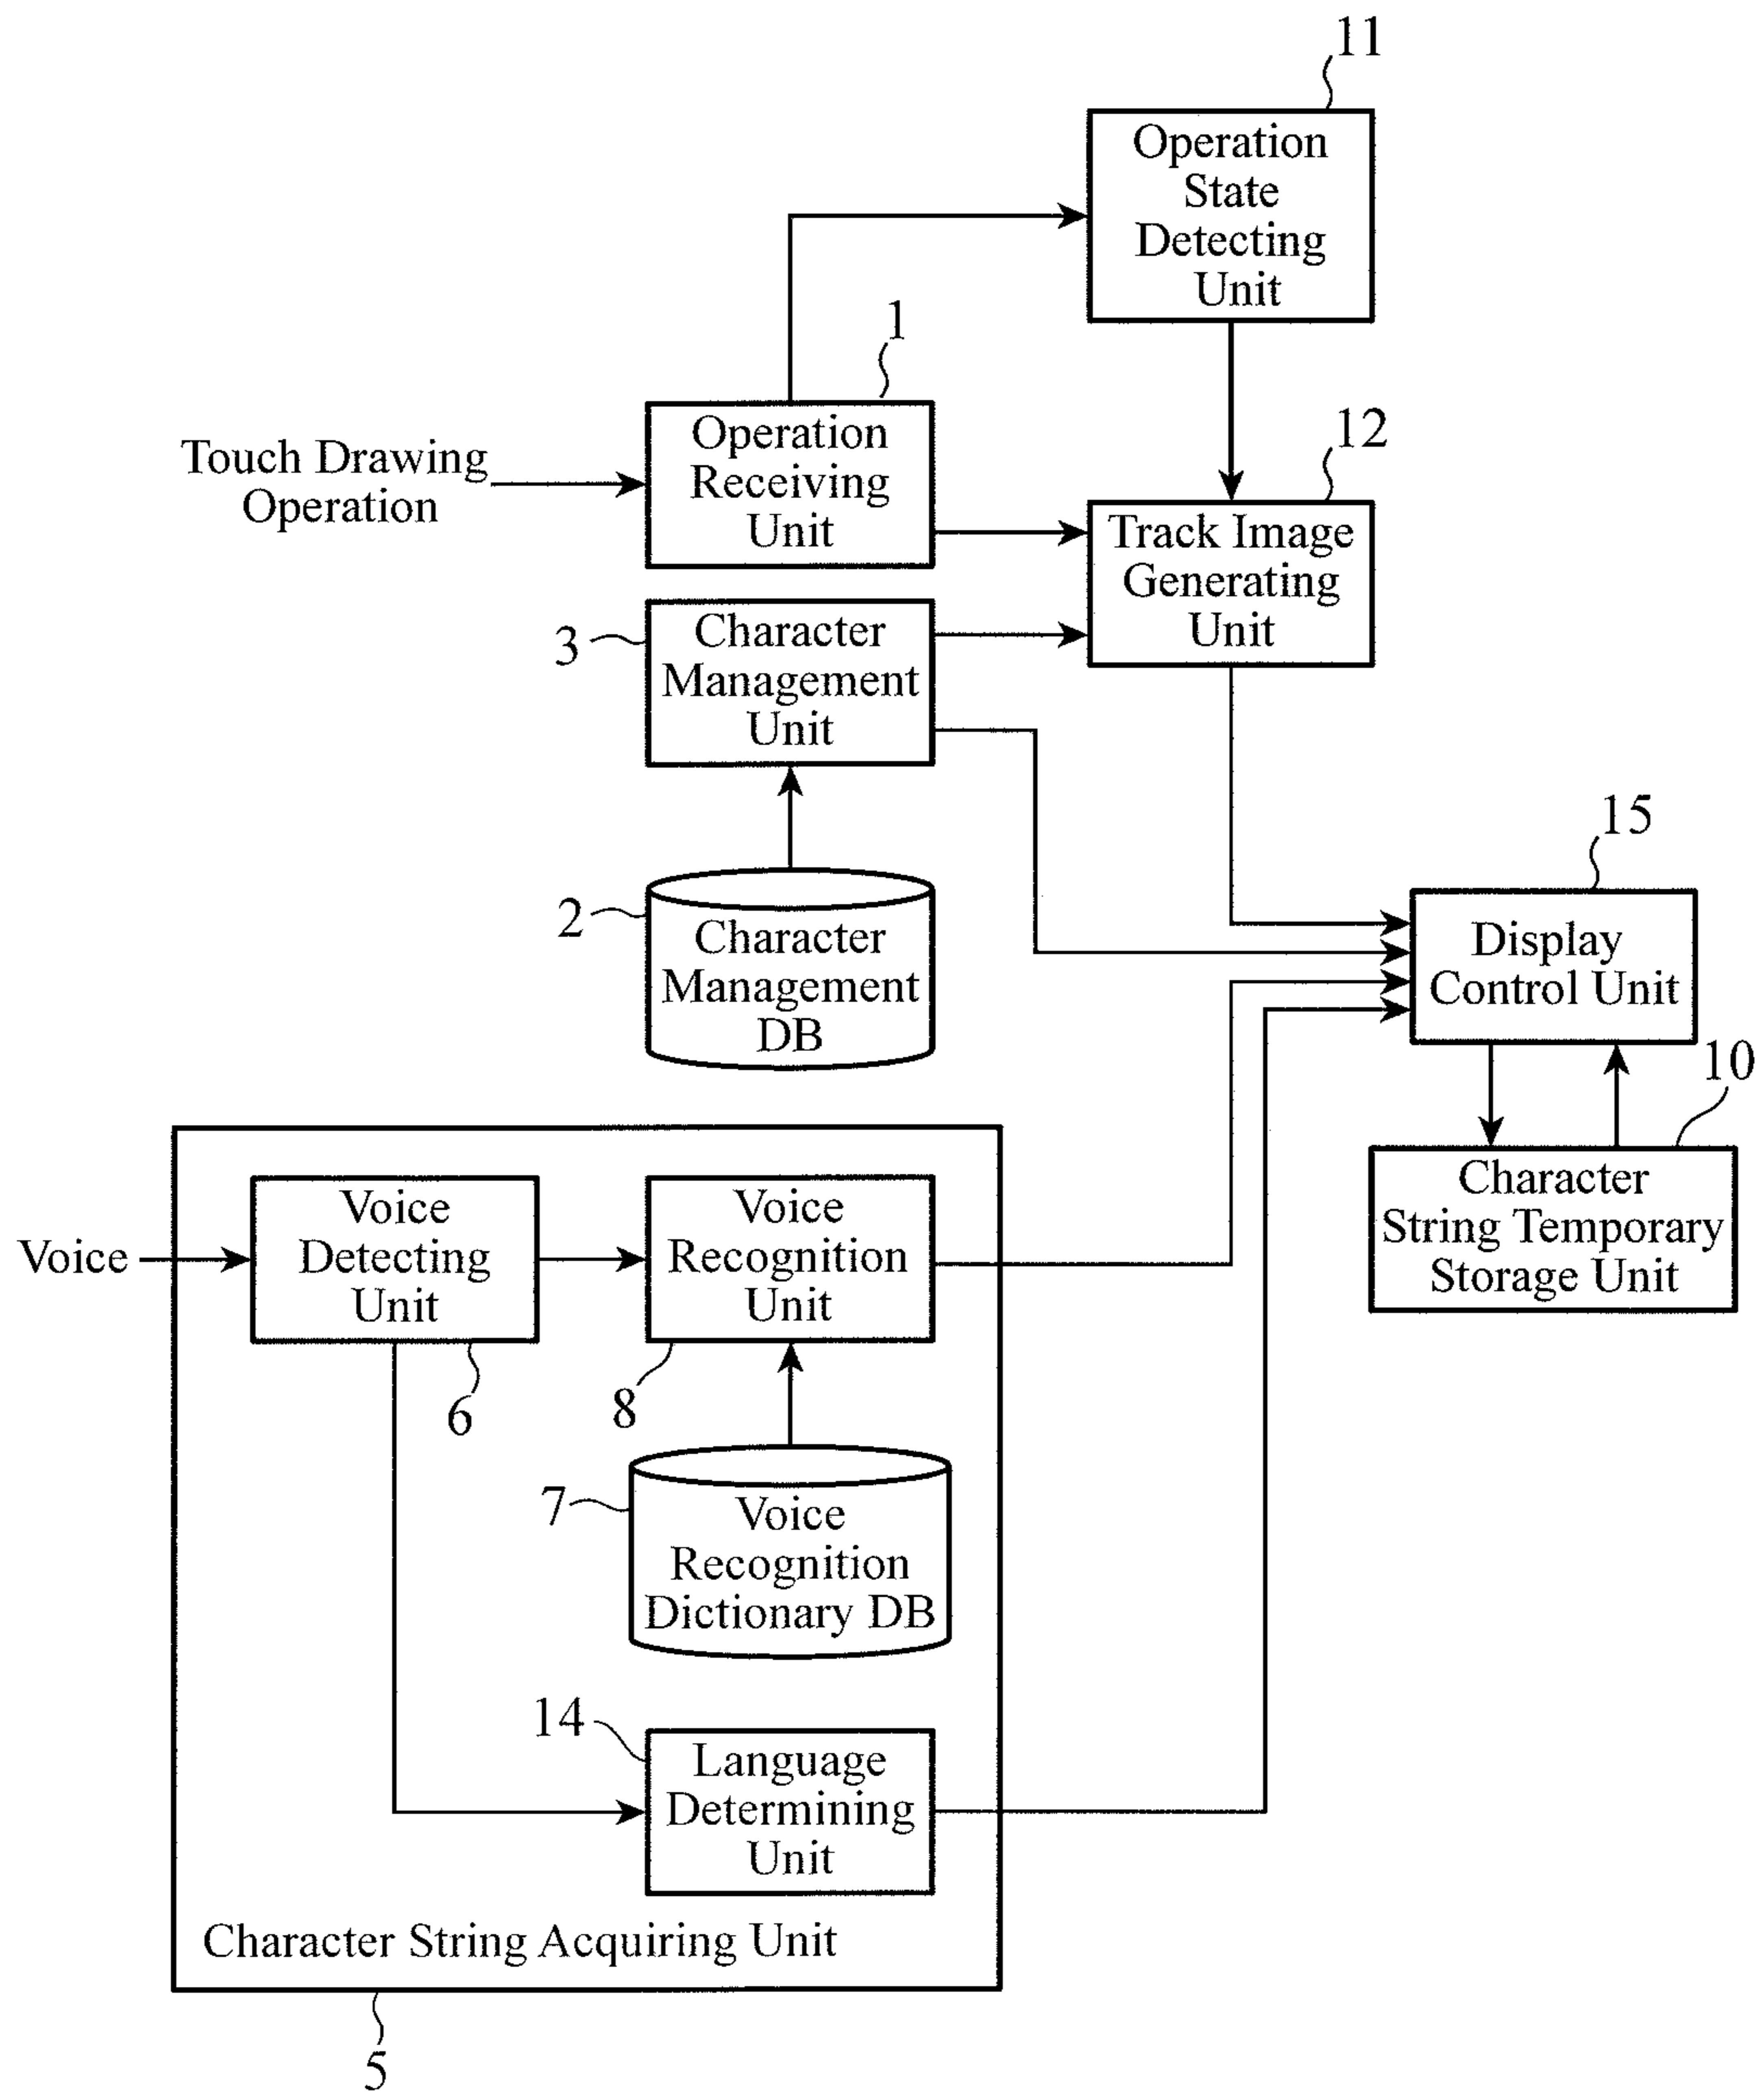 11
Operation
State
Detecting
Unit
1
Touch Drawing
Operation
Operation
Receiving
Unit
12
Track Image
Generating
Unit
3
Character
Management
Unit
2
Character
Management
DB
15
Display
Control Unit
10
Character
String Temporary
Storage Unit
Voice
Voice
Detecting
Unit
6
Voice
Recognition
Unit
8
7
Voice
Recognition
Dictionary DB
14
Language
Determining
Unit
Character String Acquiring Unit
5